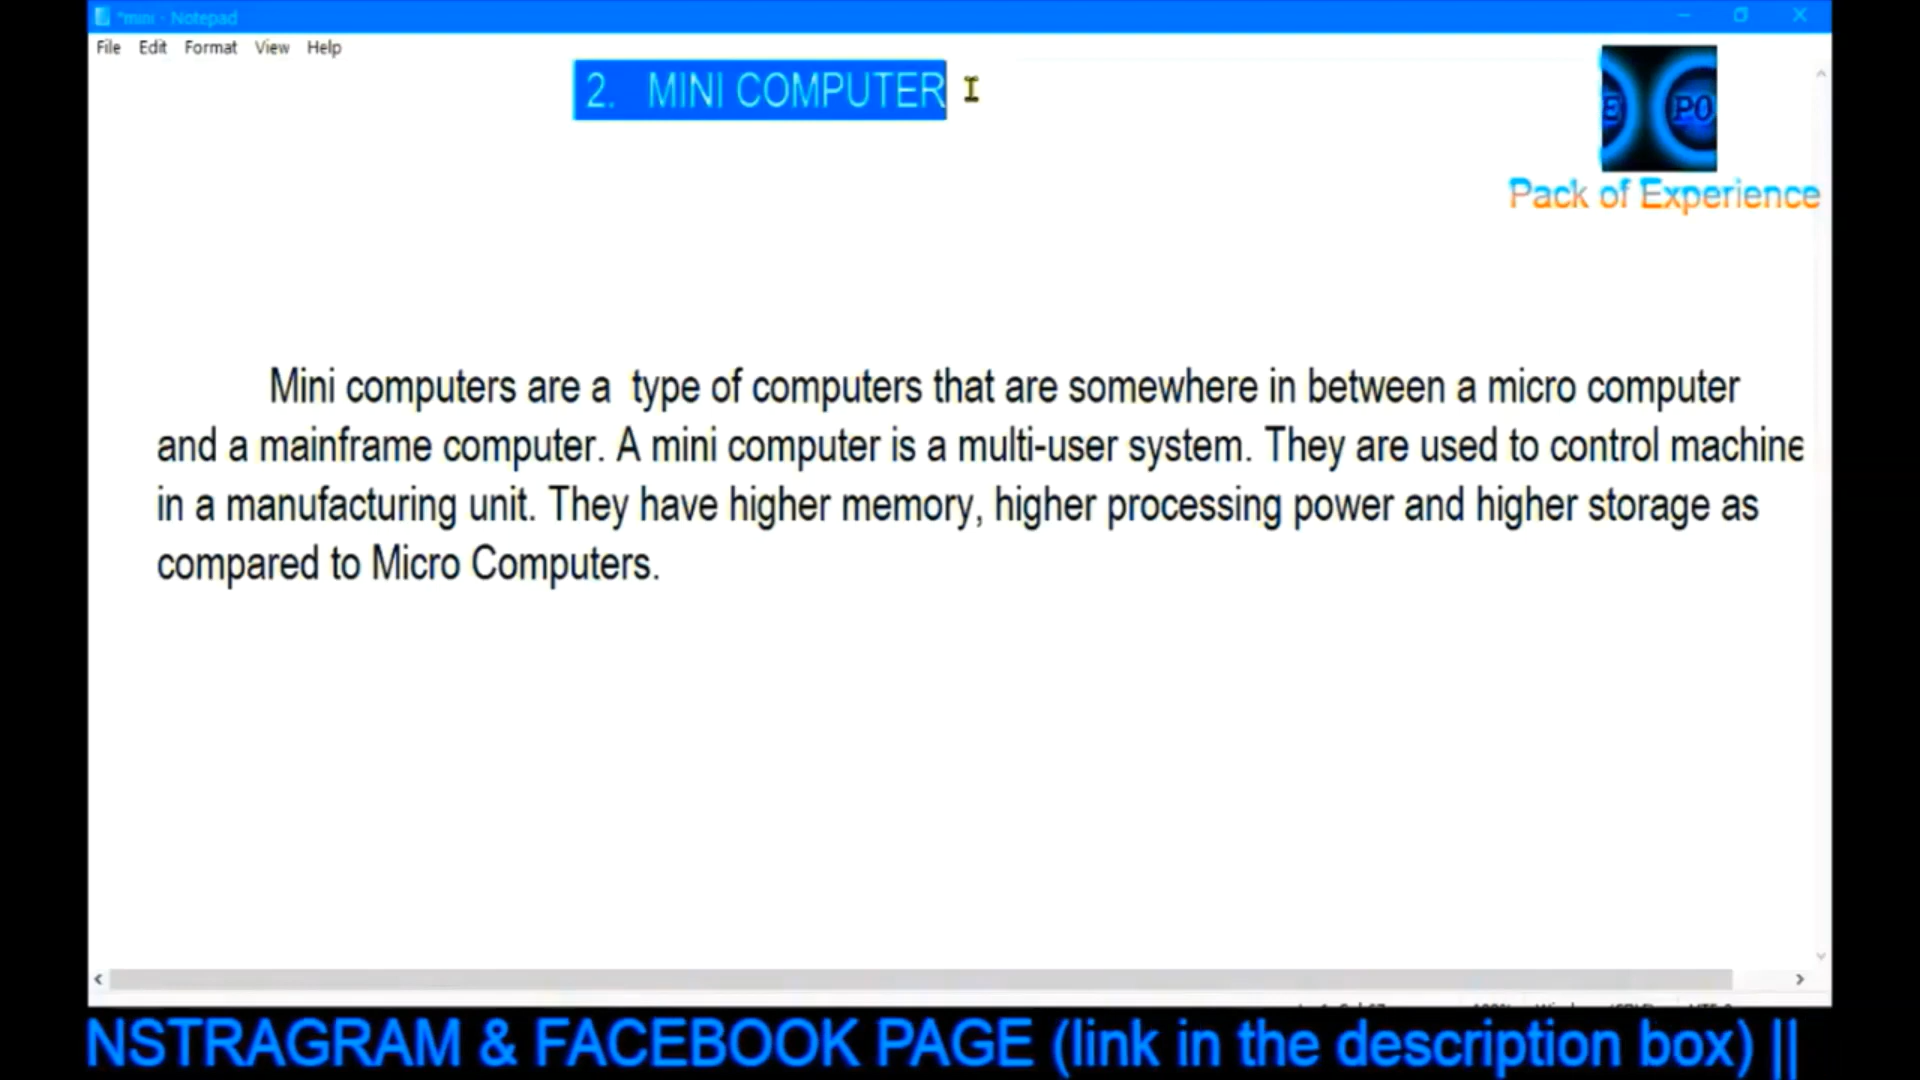 *mini - Notepad
File Edit Format View Help
2. MINI COMPUTER
E PO
Pack of Experience
Mini computers are a type of computers that are somewhere in between a micro computer
and a mainframe computer. A mini computer is a multi-user system. They are used to control machine
in a manufacturing unit. They have higher memory, higher processing power and higher storage as
compared to Micro Computers.
NSTRAGRAM & FACEBOOK PAGE (link in the description box) ||